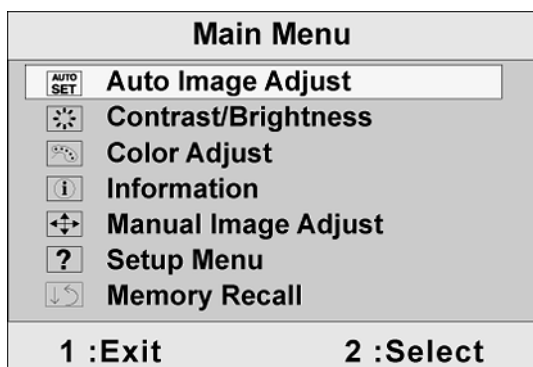 Main Menu
AUTO SET Auto Image Adjust
Contrast/Brightness
Color Adjust
i Information
Manual Image Adjust
? Setup Menu
Memory Recall
1 :Exit 2 :Select